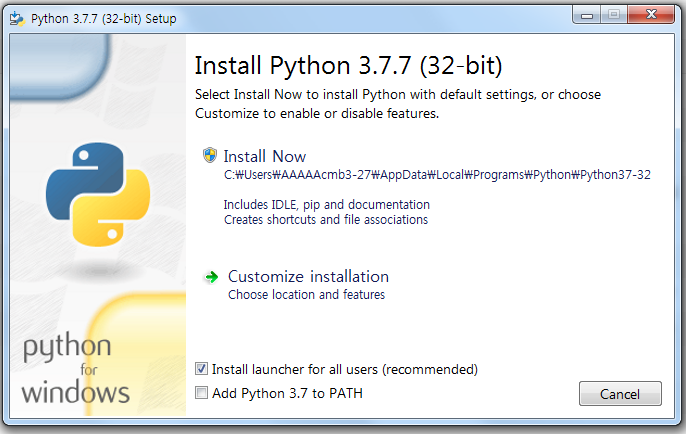 Python 3.7.7 (32-bit) Setup
Install Python 3.7.7 (32-bit)
Select Install Now to install Python with default settings, or choose
Customize to enable or disable features.
Install Now
C:₩Users₩AAAAAcmb3-27₩AppData₩Local₩Programs₩Python₩Python37-32
Includes IDLE, pip and documentation
Creates shortcuts and file associations
Customize installation
Choose location and features
python
for
windows
Install launcher for all users (recommended)
Add Python 3.7 to PATH
Cancel